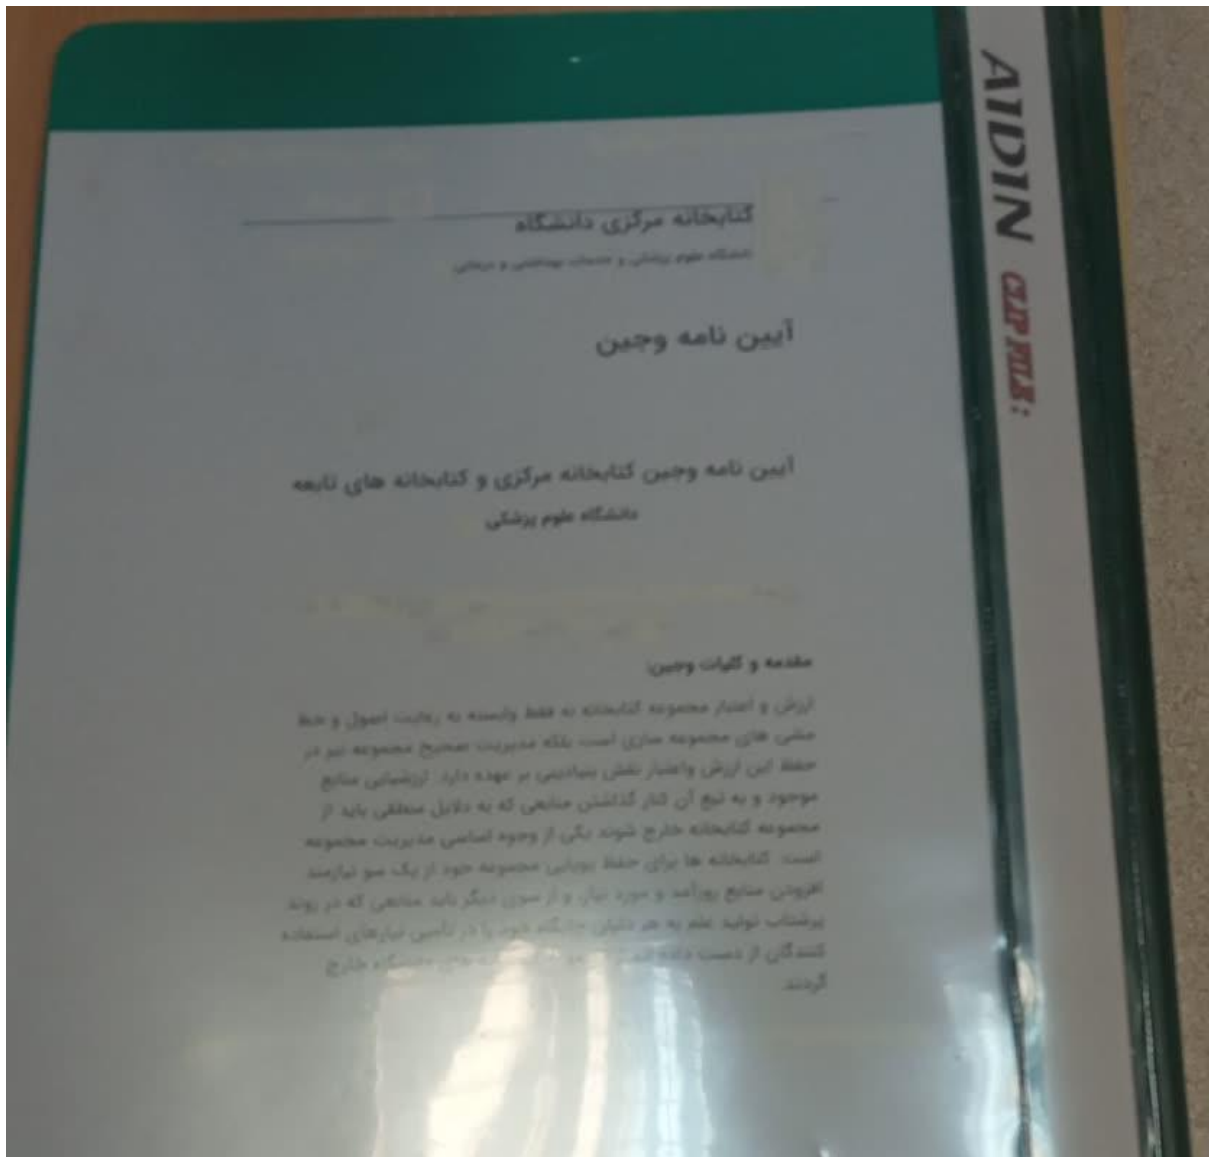 AIDIN CLIP FILE:
کتابخانه مرکزی دانشگاه
دانشگاه علوم پزشکی و خدمات بهداشتی و درمانی
آیین نامه وجین
آیین نامه وجین کتابخانه مرکزی و کتابخانه های تابعه
دانشگاه علوم پزشکی
مقدمه و کلیات وجین:
ارزش و اعتبار مجموعه کتابخانه نه فقط وابسته به رعایت اصول و خط
مشی های مجموعه سازی است بلکه مدیریت صحیح مجموعه نیز در
حفظ این ارزش واعتبار نقش بنیادینی بر عهده دارد. ارزشیابی منابع
موجود و به تبع آن کنار گذاشتن منابعی که به دلایل منطقی باید از
مجموعه کتابخانه خارج شوند یکی از وجوه اساسی مدیریت مجموعه
است. کتابخانه ها برای حفظ پویایی مجموعه خود از یک سو نیازمند
افزودن منابع روزآمد و مورد نیاز، و از سوی دیگر باید منابعی که در روند
پرشتاب تولید علم به هر دلیلی جایگاه خود را در تامین نیازهای استفاده
کنندگان از دست داده اند خارج
گردند.